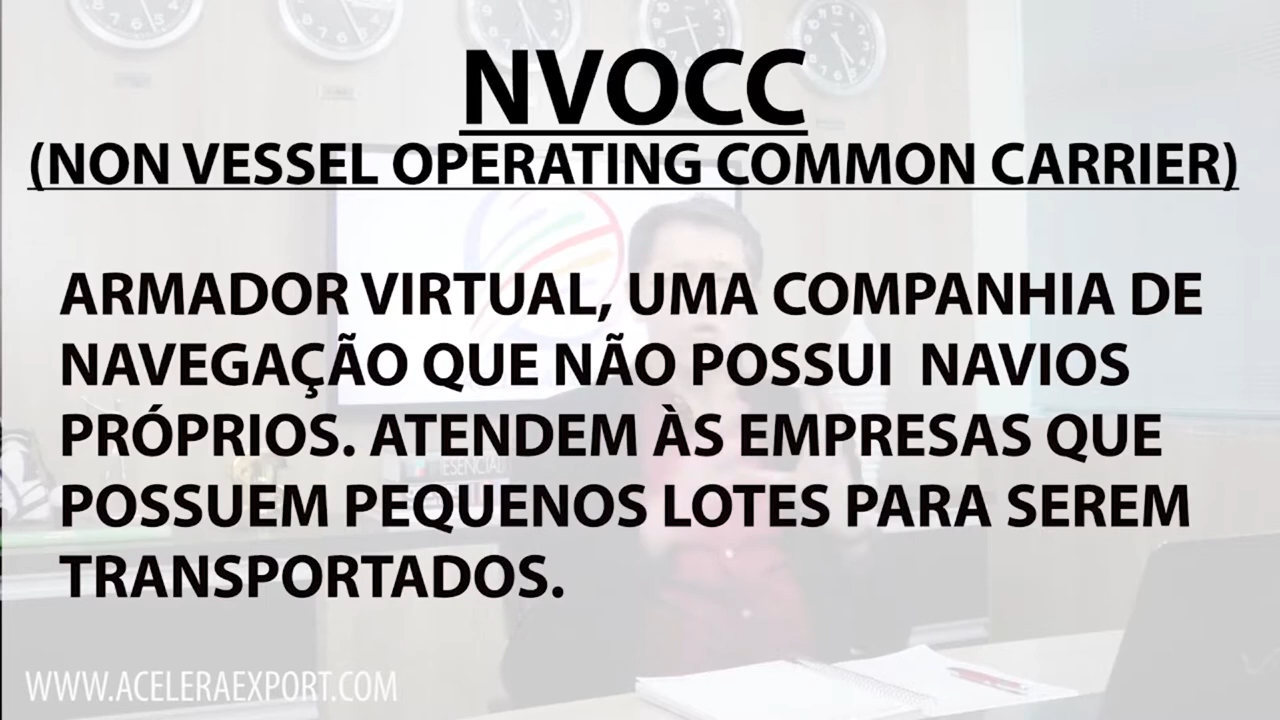 NVOCC
(NON VESSEL OPERATING COMMON CARRIER)
ARMADOR VIRTUAL, UMA COMPANHIA DE
NAVEGAÇÃO QUE NÃO POSSUI NAVIOS
PRÓPRIOS. ATENDEM ÀS EMPRESAS QUE
POSSUEM PEQUENOS LOTES PARA SEREM
TRANSPORTADOS.
WWW.ACELERAEXPORT.COM